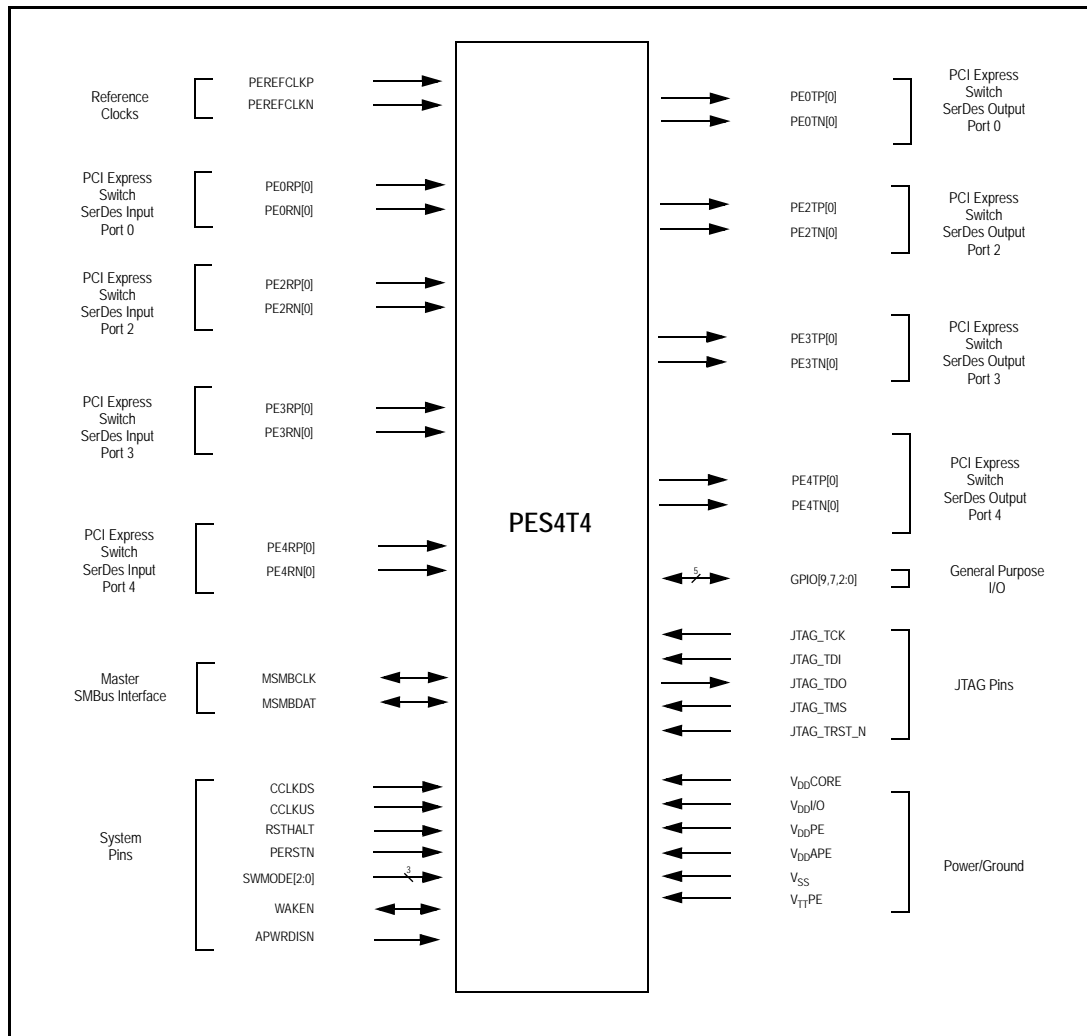 Reference
Clocks
PEREFCLKP
PEREFCLKN
PCI Express
Switch
SerDes Input
Port 0
PE0RP[0]
PE0RN[0]
PCI Express
Switch
SerDes Input
Port 2
PE2RP[0]
PE2RN[0]
PCI Express
Switch
SerDes Input
Port 3
PE3RP[0]
PE3RN[0]
PCI Express
Switch
SerDes Input
Port 4
PE4RP[0]
PE4RN[0]
Master
SMBus Interface
MSMBCLK
MSMBDAT
System
Pins
CCLKDS
CCLKUS
RSTHALT
PERSTN
SWMODE[2:0]
3
WAKEN
APWRDISN
PES4T4
PE0TP[0]
PE0TN[0]
PCI Express
Switch
SerDes Output
Port 0
PE2TP[0]
PE2TN[0]
PCI Express
Switch
SerDes Output
Port 2
PE3TP[0]
PE3TN[0]
PCI Express
Switch
SerDes Output
Port 3
PE4TP[0]
PE4TN[0]
PCI Express
Switch
SerDes Output
Port 4
5
GPIO[9,7,2:0]
General Purpose
I/O
JTAG_TCK
JTAG_TDI
JTAG_TDO
JTAG_TMS
JTAG_TRST_N
JTAG Pins
VDDCORE
VDDI/O
VDDPE
VDDAPE
VSS
VTTPE
Power/Ground